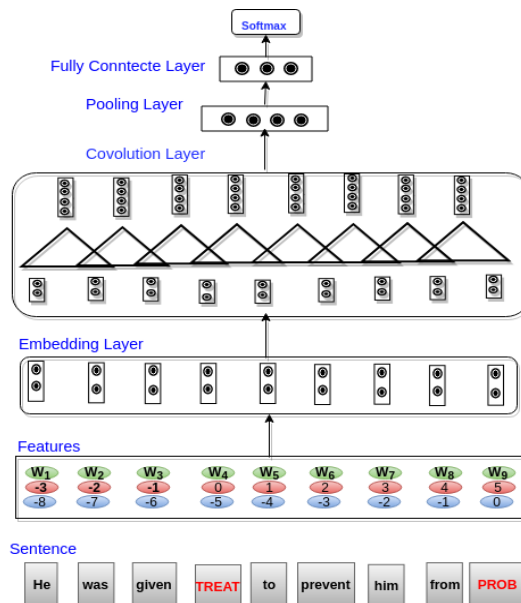 Softmax
Fully Conntecte Layer
Pooling Layer
Covolution Layer
Embedding Layer
Features
W1 W2 W3 W4 W5 W6 W7 W8 W9
-3 -2 -1 0 1 2 3 4 5
-8 -7 -6 -5 -4 -3 -2 -1 0
Sentence
He was given TREAT to prevent him from PROB